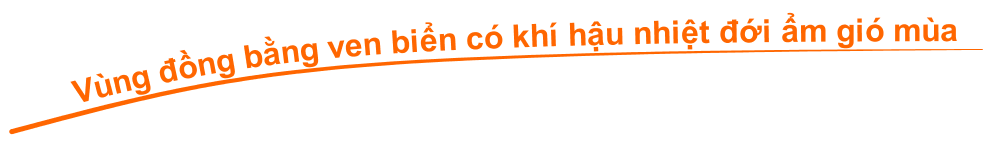 Vùng đồng bằng ven biển có khí hậu nhiệt đới ẩm gió mùa